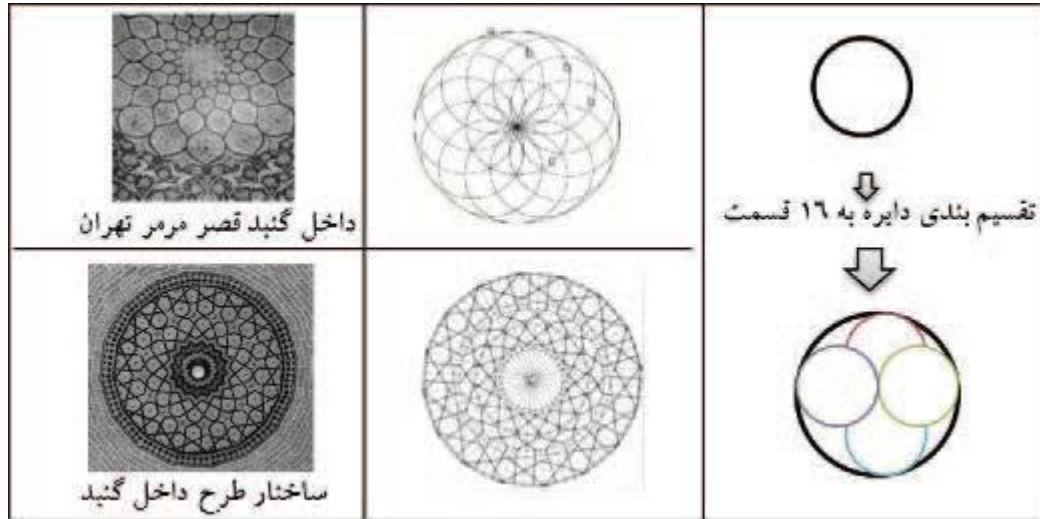 تقسیم بندی دایره به ۱۶ قسمت
داخل گنبد قصر مرمر تهران
ساختار طرح داخل گنبد